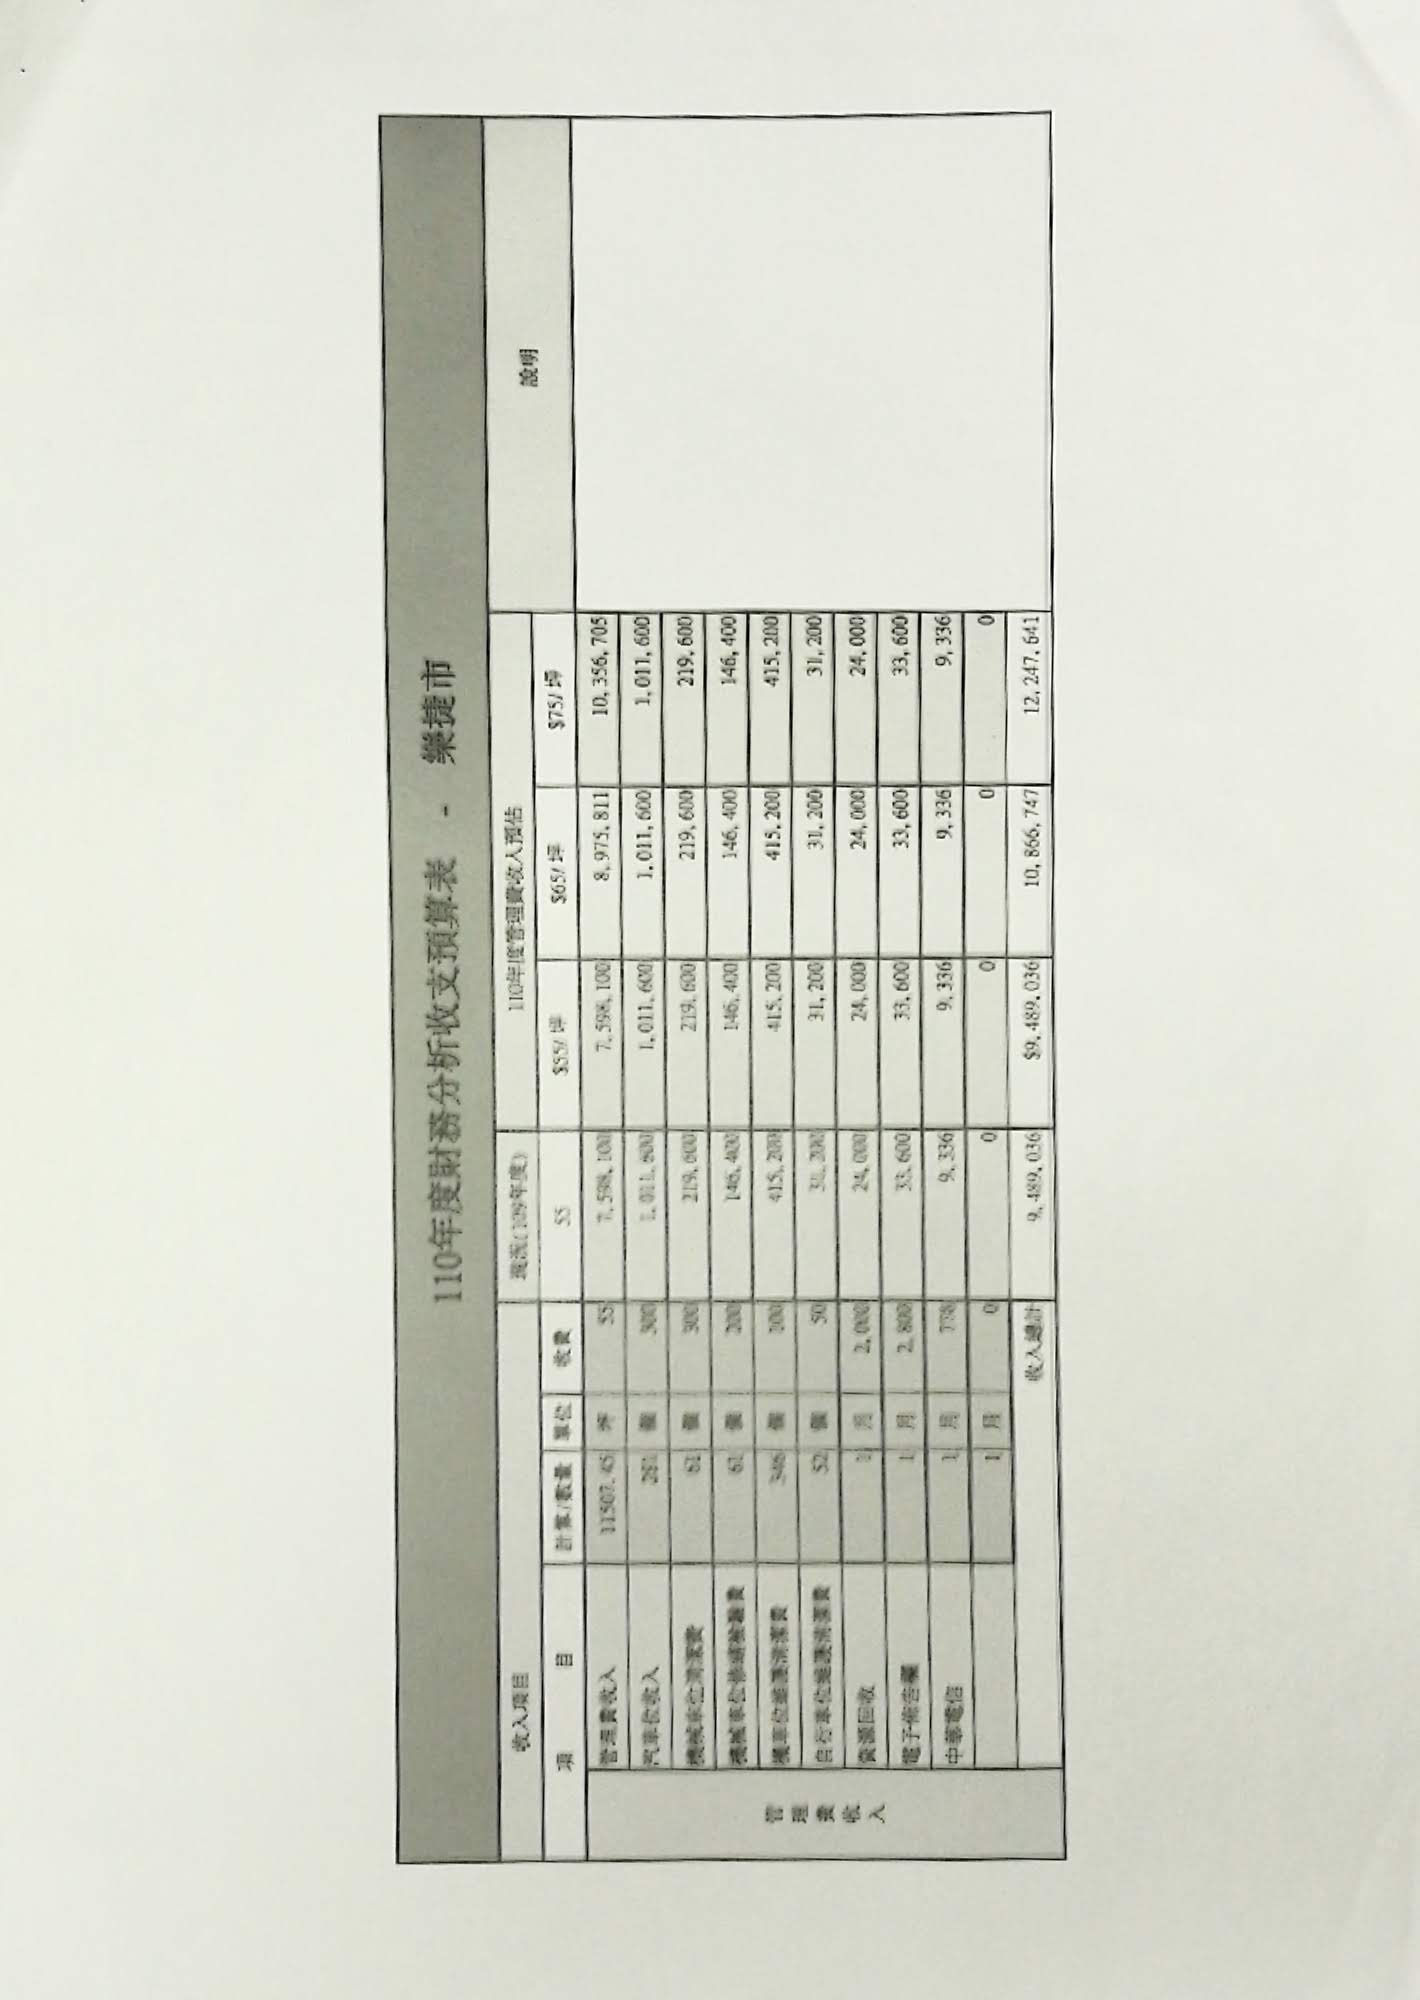 110年度財務分析收支預算表 - 樂捷市
收入項目 現況(109年度) 110年度管理費收入預估 說明
項 目 計算/數量 單位 收費 55 $55/坪 $65/坪 $75/坪
管理費收入
管理費收入 11507.45 坪 55 7,598,100 7,598,100 8,975,811 10,356,705
汽車位收入 281 個 300 1,011,600 1,011,600 1,011,600 1,011,600
機械車位清潔費 61 個 300 219,600 219,600 219,600 219,600
機械車位 費 61 個 200 146,400 146,400 146,400 146,400
機車位 清潔費 346 個 100 415,200 415,200 415,200 415,200
自行車位 清潔費 52 個 50 31,200 31,200 31,200 31,200
資源回收 1 月 2,000 24,000 24,000 24,000 24,000
電子佈告欄 1 月 2,800 33,600 33,600 33,600 33,600
中華電信 1 月 778 9,336 9,336 9,336 9,336
1 月 0 0 0 0 0
收入總計 9,489,036 $9,489,036 10,866,747 12,247,641